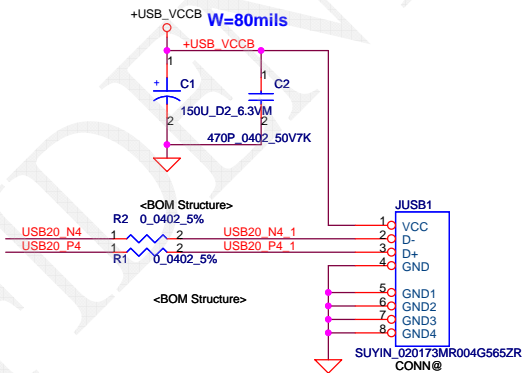 +USB_VCCB
W=80mils
+USB_VCCB
1
1
C1
C2
+
150U_D2_6.3VM
2
2
470P_0402_50V7K
<BOM Structure>
JUSB1
R2 0_0402_5%
1 VCC
USB20_N4 1 2 USB20_N4_1 2 D-
USB20_P4 1 2 USB20_P4_1 3 D+
R1 0_0402_5%
4 GND
<BOM Structure>
5 GND1
6 GND2
7 GND3
8 GND4
SUYIN_020173MR004G565ZR
CONN@